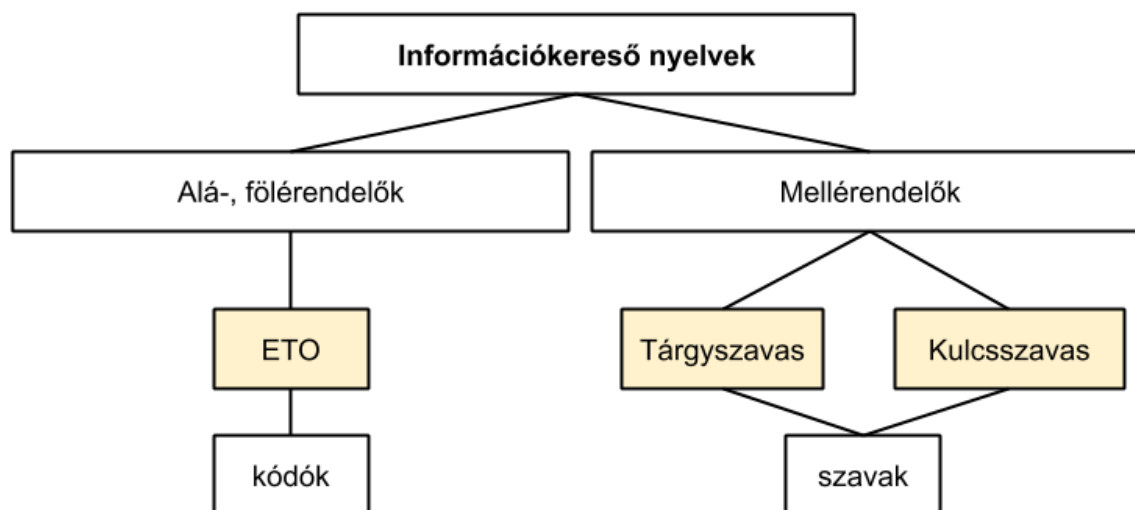 Információkereső nyelvek
Alá-, fölérendelők
Mellérendelők
ETO
Tárgyszavas
Kulcsszavas
kódók
szavak